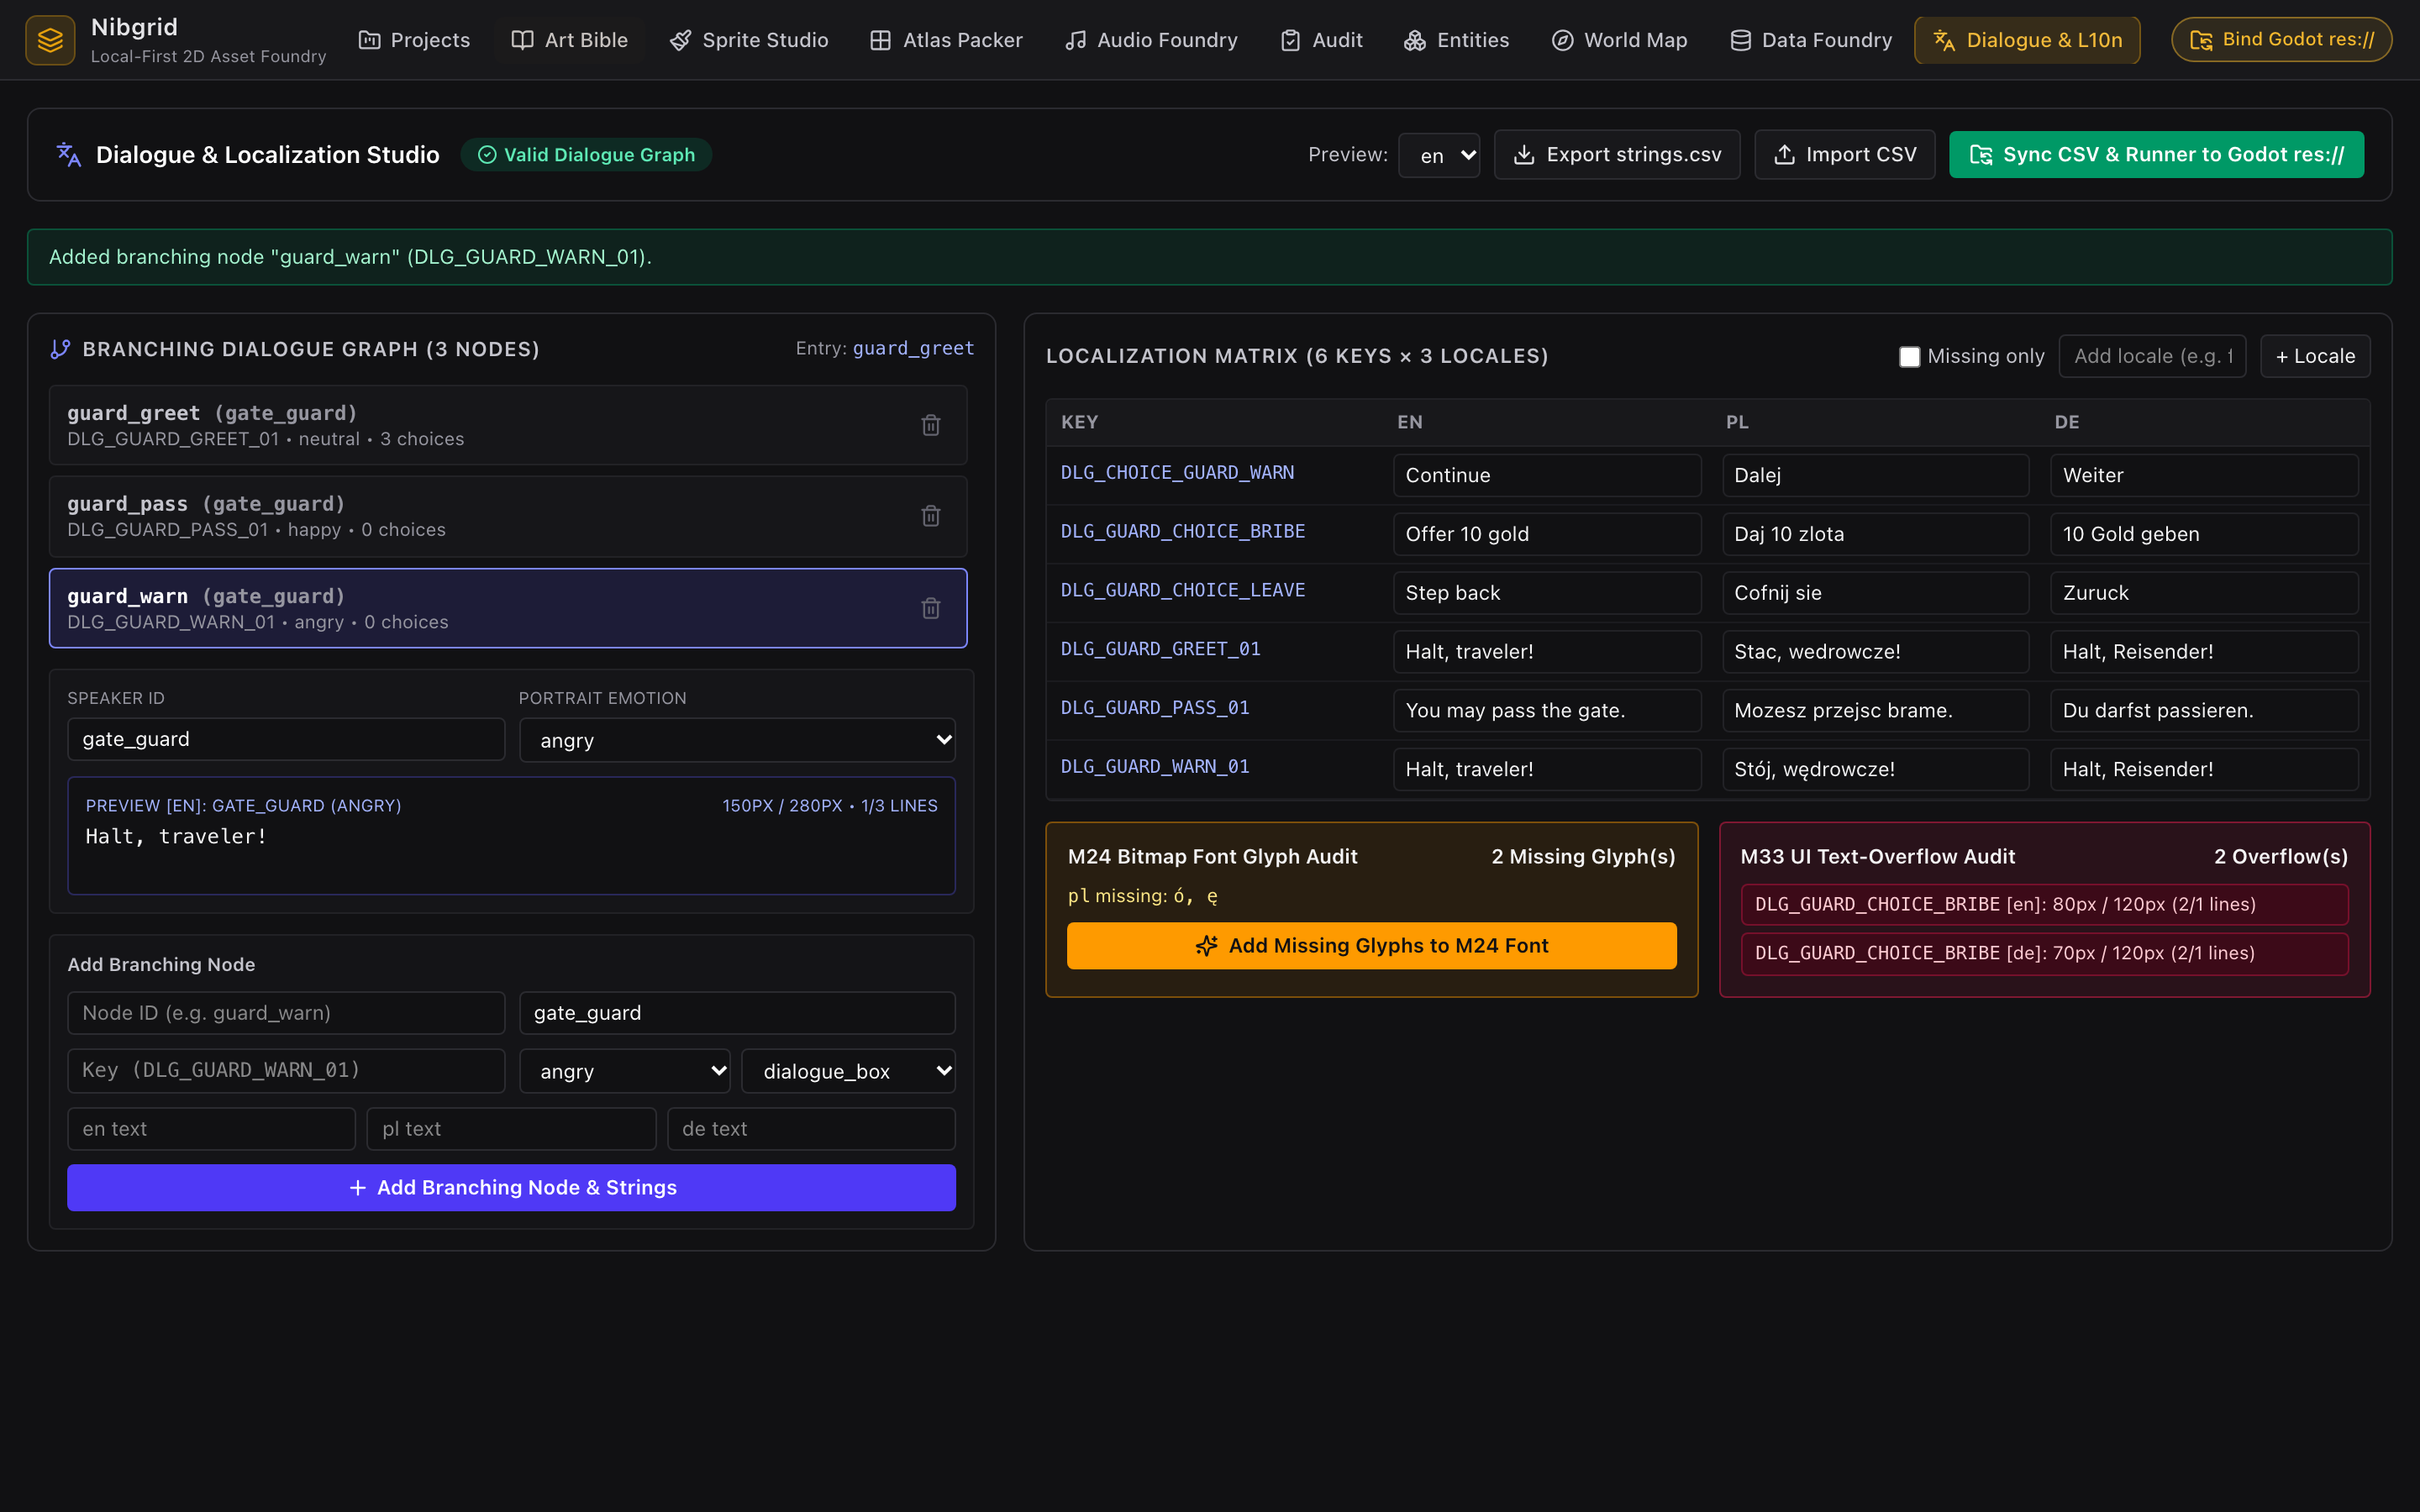 Nibgrid
Local-First 2D Asset Foundry
Projects
Art Bible
Sprite Studio
Atlas Packer
Audio Foundry
Audit
Entities
World Map
Data Foundry
Dialogue & L10n
Bind Godot res://
Dialogue & Localization Studio
Valid Dialogue Graph
Preview:
en
Export strings.csv
Import CSV
Sync CSV & Runner to Godot res://
Added branching node "guard_warn" (DLG_GUARD_WARN_01).
BRANCHING DIALOGUE GRAPH (3 NODES)
Entry: guard_greet
guard_greet (gate_guard)
DLG_GUARD_GREET_01 • neutral • 3 choices
guard_pass (gate_guard)
DLG_GUARD_PASS_01 • happy • 0 choices
guard_warn (gate_guard)
DLG_GUARD_WARN_01 • angry • 0 choices
SPEAKER ID
PORTRAIT EMOTION
gate_guard
angry
PREVIEW [EN]: GATE_GUARD (ANGRY)
150PX / 280PX • 1/3 LINES
Halt, traveler!
Add Branching Node
Node ID (e.g. guard_warn)
gate_guard
Key (DLG_GUARD_WARN_01)
angry
dialogue_box
en text
pl text
de text
+ Add Branching Node & Strings
LOCALIZATION MATRIX (6 KEYS × 3 LOCALES)
Missing only
Add locale (e.g. f
+ Locale
KEY EN PL DE
DLG_CHOICE_GUARD_WARN Continue Dalej Weiter
DLG_GUARD_CHOICE_BRIBE Offer 10 gold Daj 10 zlota 10 Gold geben
DLG_GUARD_CHOICE_LEAVE Step back Cofnij sie Zuruck
DLG_GUARD_GREET_01 Halt, traveler! Stac, wedrowcze! Halt, Reisender!
DLG_GUARD_PASS_01 You may pass the gate. Mozesz przejsc brame. Du darfst passieren.
DLG_GUARD_WARN_01 Halt, traveler! Stój, wędrowcze! Halt, Reisender!
M24 Bitmap Font Glyph Audit
2 Missing Glyph(s)
pl missing: ó, ę
Add Missing Glyphs to M24 Font
M33 UI Text-Overflow Audit
2 Overflow(s)
DLG_GUARD_CHOICE_BRIBE [en]: 80px / 120px (2/1 lines)
DLG_GUARD_CHOICE_BRIBE [de]: 70px / 120px (2/1 lines)